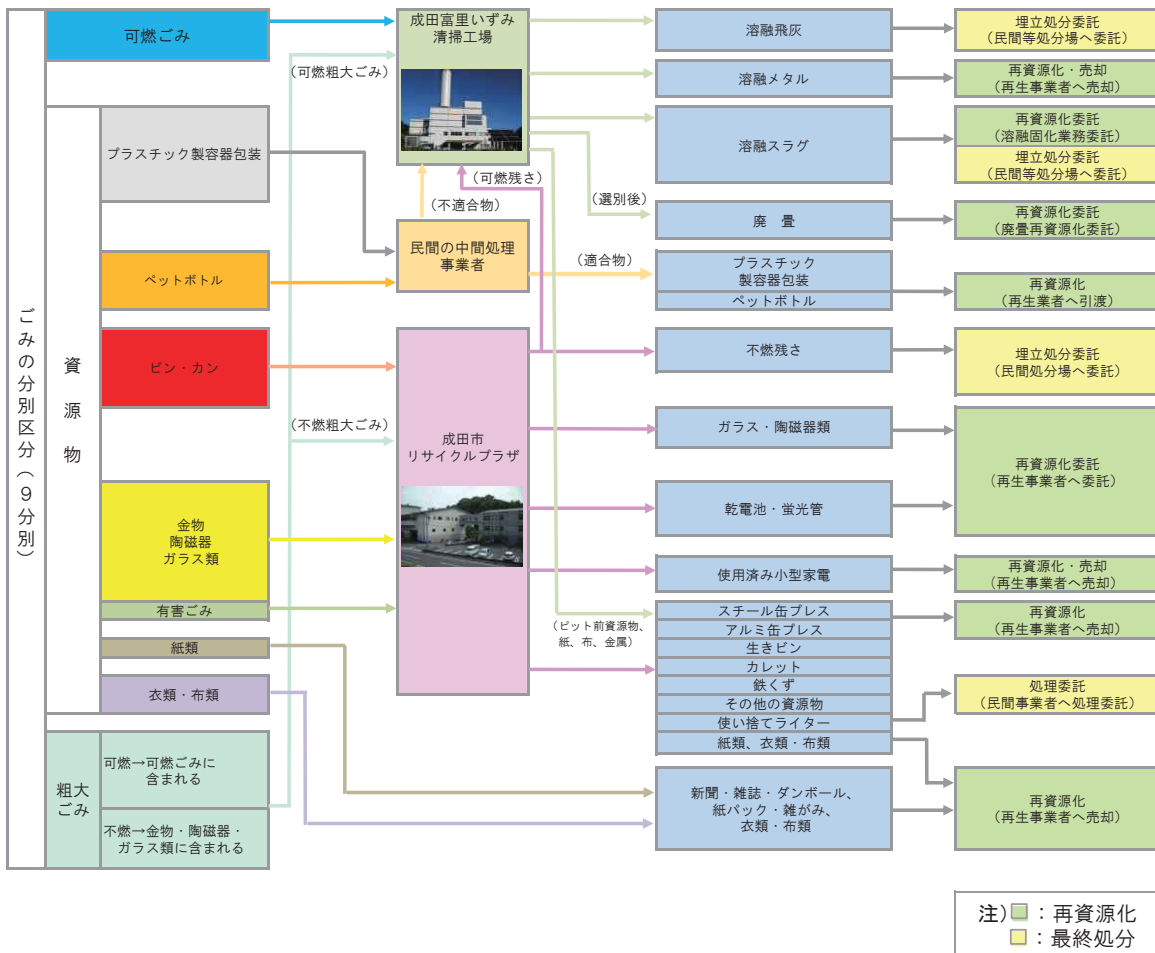 ごみの分別区分（９分別）
可燃ごみ
資源物
プラスチック製容器包装
ペットボトル
ビン・カン
金物
陶磁器
ガラス類
有害ごみ
紙類
衣類・布類
粗大
ごみ
可燃→可燃ごみに
含まれる
不燃→金物・陶磁器・
ガラス類に含まれる
（可燃粗大ごみ）
（不燃粗大ごみ）
成田富里いずみ
清掃工場
（可燃残さ）
（不適合物）
民間の中間処理
事業者
成田市
リサイクルプラザ
（選別後）
（適合物）
（ピット前資源物、
紙、布、金属）
溶融飛灰
溶融メタル
溶融スラグ
廃　畳
プラスチック
製容器包装
ペットボトル
不燃残さ
ガラス・陶磁器類
乾電池・蛍光管
使用済み小型家電
スチール缶プレス
アルミ缶プレス
生きビン
カレット
鉄くず
その他の資源物
使い捨てライター
紙類、衣類・布類
新聞・雑誌・ダンボール、
紙パック・雑がみ、
衣類・布類
埋立処分委託
（民間等処分場へ委託）
再資源化・売却
（再生事業者へ売却）
再資源化委託
（溶融固化業務委託）
埋立処分委託
（民間等処分場へ委託）
再資源化委託
（廃畳再資源化委託）
再資源化
（再生業者へ引渡）
埋立処分委託
（民間処分場へ委託）
再資源化委託
（再生事業者へ委託）
再資源化・売却
（再生事業者へ売却）
再資源化
（再生事業者へ売却）
処理委託
（民間事業者へ処理委託）
再資源化
（再生事業者へ売却）
注）：再資源化
：最終処分